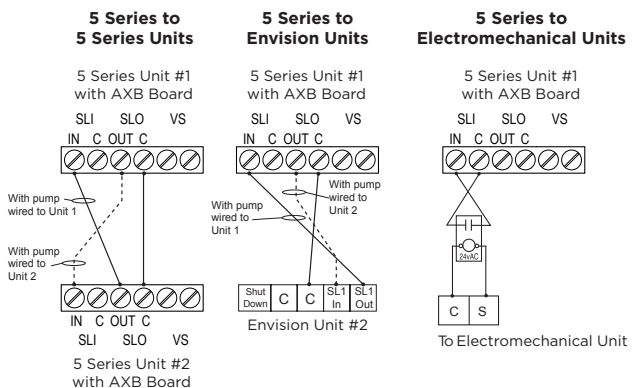 5 Series to
5 Series Units
5 Series Unit #1
with AXB Board
SLI SLO VS
IN C OUT C
With pump
wired to Unit 1
With pump
wired to
Unit 2
IN C OUT C
SLI SLO VS
5 Series Unit #2
with AXB Board
5 Series to
Envision Units
5 Series Unit #1
with AXB Board
SLI SLO VS
IN C OUT C
With pump
wired to
Unit 2
With pump
wired to
Unit 1
Shut
Down
C
C
SL1
In
SL1
Out
Envision Unit #2
5 Series to
Electromechanical Units
5 Series Unit #1
with AXB Board
SLI SLO VS
IN C OUT C
24vAC
C S
To Electromechanical Unit